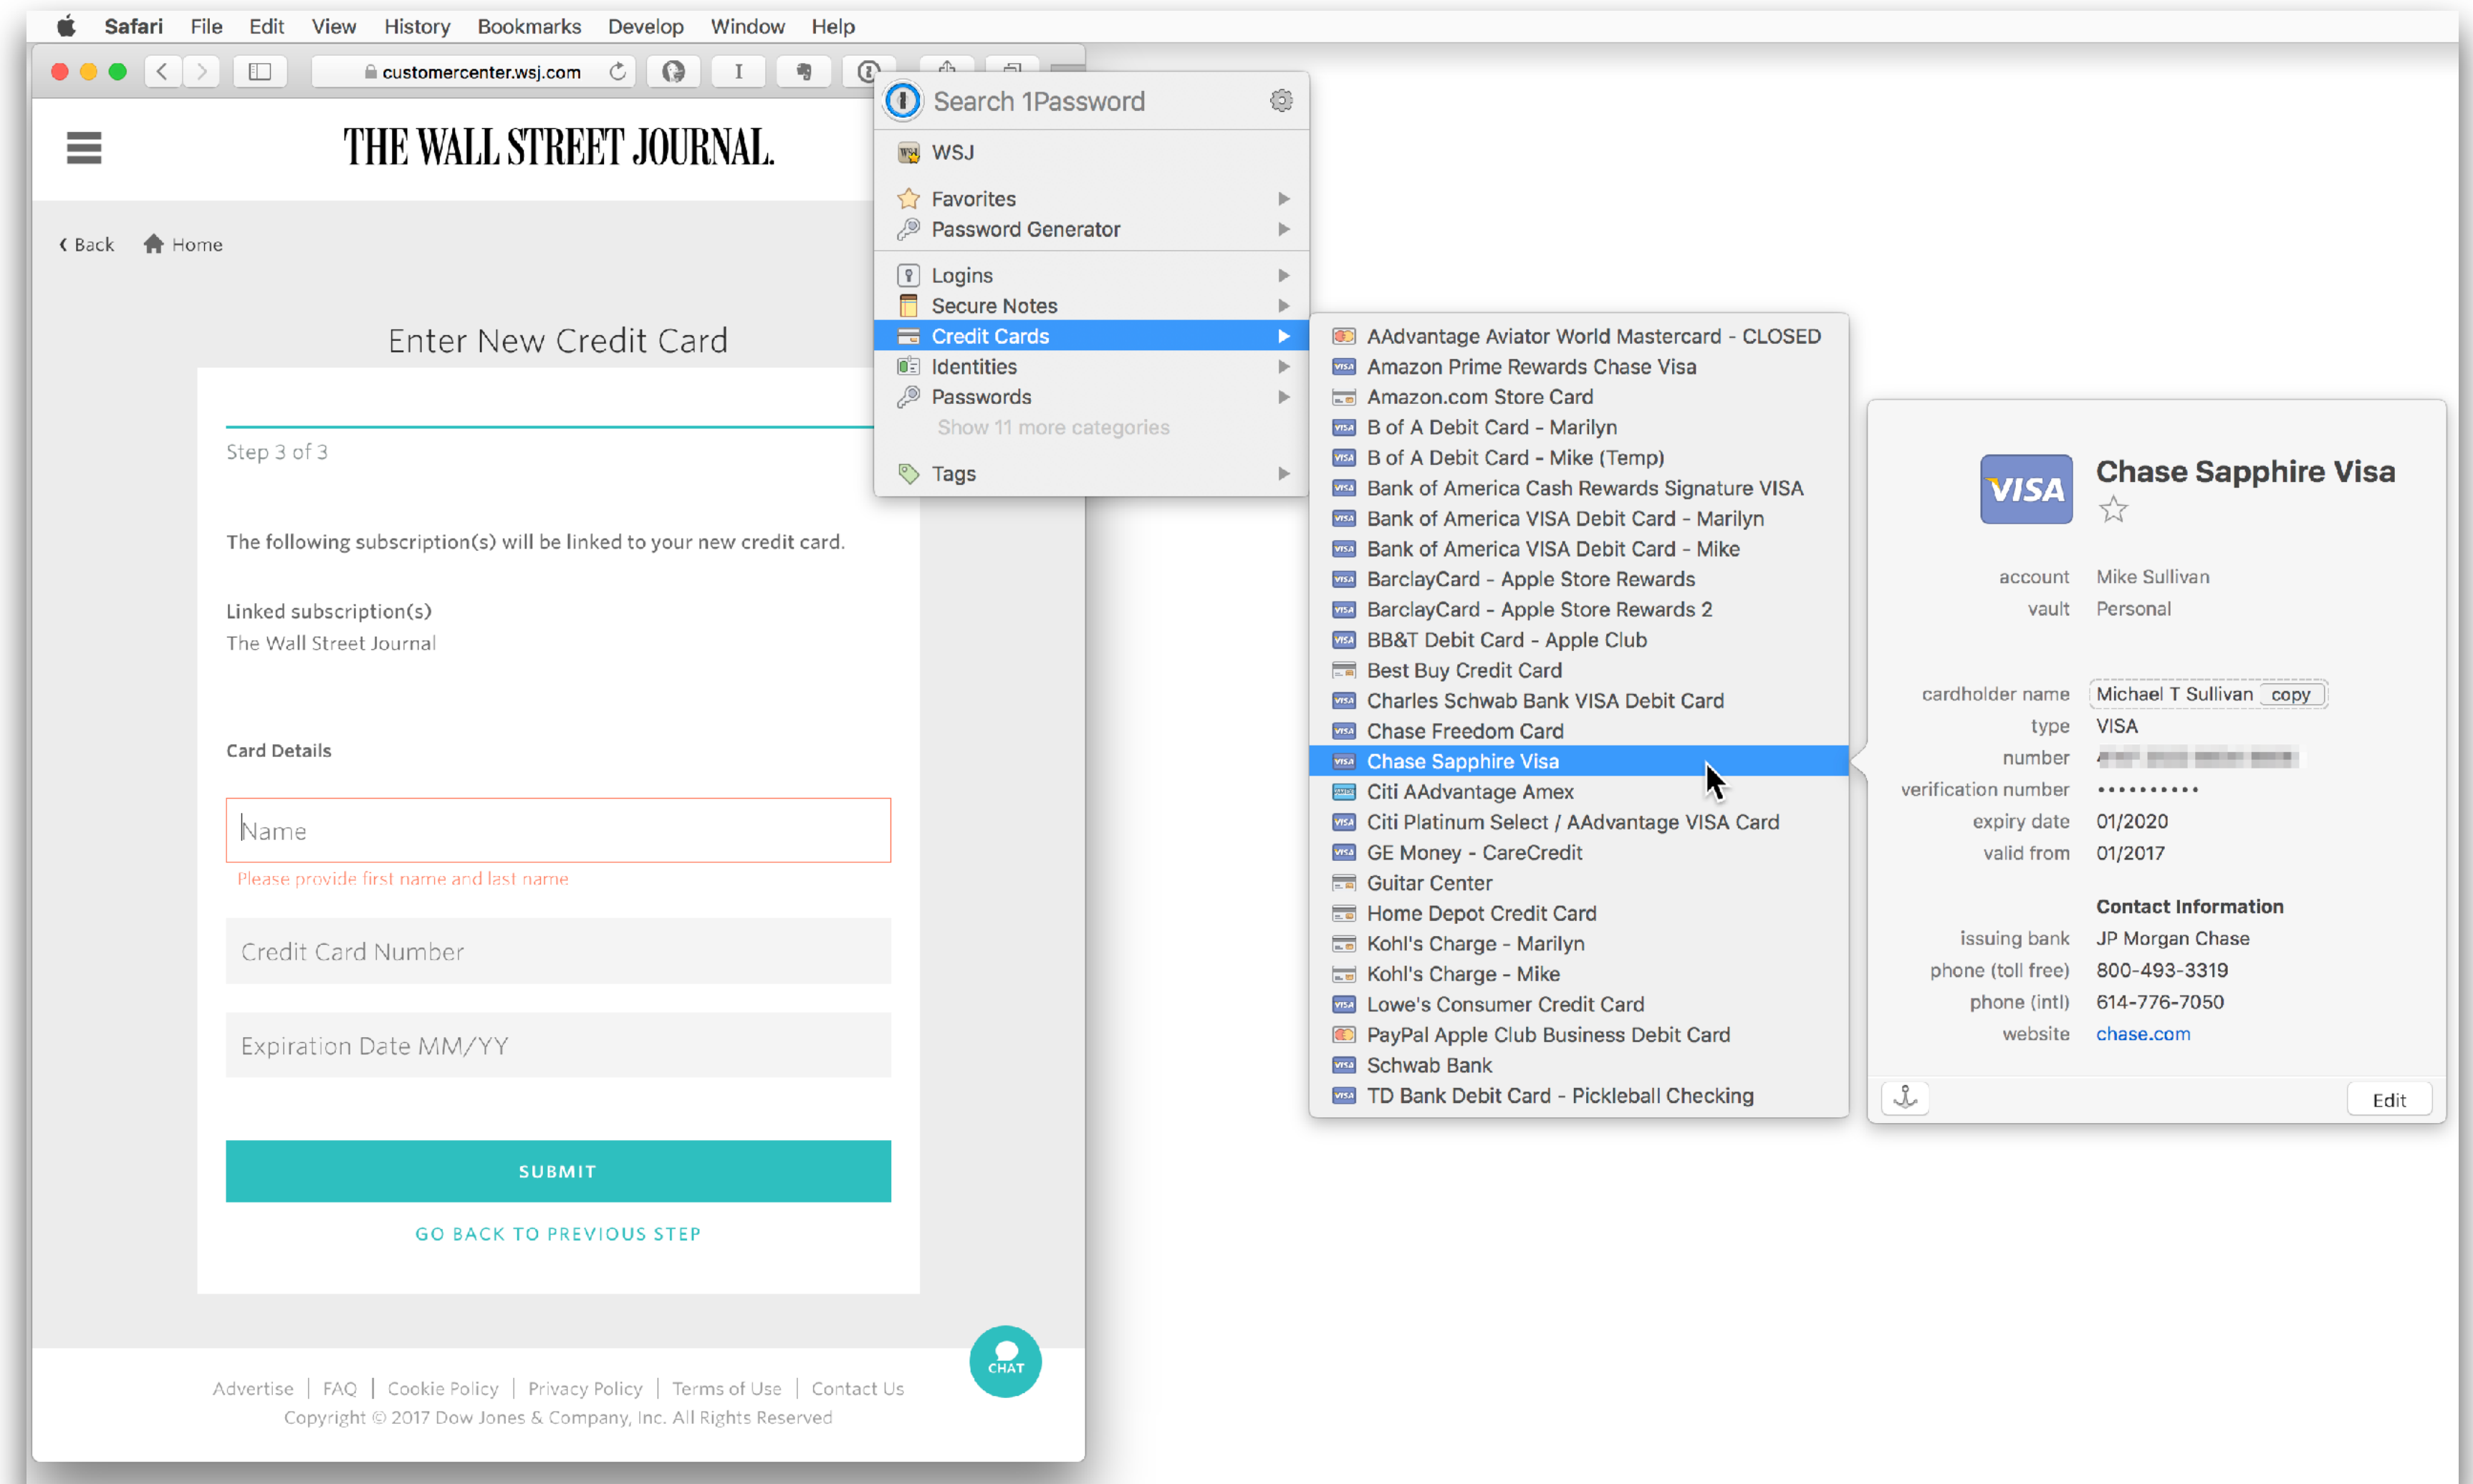 Safari File Edit View History Bookmarks Develop Window Help
customercenter.wsj.com
THE WALL STREET JOURNAL.
Back Home
Enter New Credit Card
Step 3 of 3
The following subscription(s) will be linked to your new credit card.
Linked subscription(s)
The Wall Street Journal
Card Details
Name
Please provide first name and last name
Credit Card Number
Expiration Date MM/YY
SUBMIT
GO BACK TO PREVIOUS STEP
CHAT
Advertise | FAQ | Cookie Policy | Privacy Policy | Terms of Use | Contact Us
Copyright © 2017 Dow Jones & Company, Inc. All Rights Reserved
Search 1Password
WSJ
Favorites
Password Generator
Logins
Secure Notes
Credit Cards
Identities
Passwords
Show 11 more categories
Tags
AAdvantage Aviator World Mastercard - CLOSED
Amazon Prime Rewards Chase Visa
Amazon.com Store Card
B of A Debit Card - Marilyn
B of A Debit Card - Mike (Temp)
Bank of America Cash Rewards Signature VISA
Bank of America VISA Debit Card - Marilyn
Bank of America VISA Debit Card - Mike
BarclayCard - Apple Store Rewards
BarclayCard - Apple Store Rewards 2
BB&T Debit Card - Apple Club
Best Buy Credit Card
Charles Schwab Bank VISA Debit Card
Chase Freedom Card
Chase Sapphire Visa
Citi AAdvantage Amex
Citi Platinum Select / AAdvantage VISA Card
GE Money - CareCredit
Guitar Center
Home Depot Credit Card
Kohl's Charge - Marilyn
Kohl's Charge - Mike
Lowe's Consumer Credit Card
PayPal Apple Club Business Debit Card
Schwab Bank
TD Bank Debit Card - Pickleball Checking
VISA
Chase Sapphire Visa
account Mike Sullivan
vault Personal
cardholder name Michael T Sullivan copy
type VISA
number
verification number ••••••••••
expiry date 01/2020
valid from 01/2017
Contact Information
issuing bank JP Morgan Chase
phone (toll free) 800-493-3319
phone (intl) 614-776-7050
website chase.com
Edit